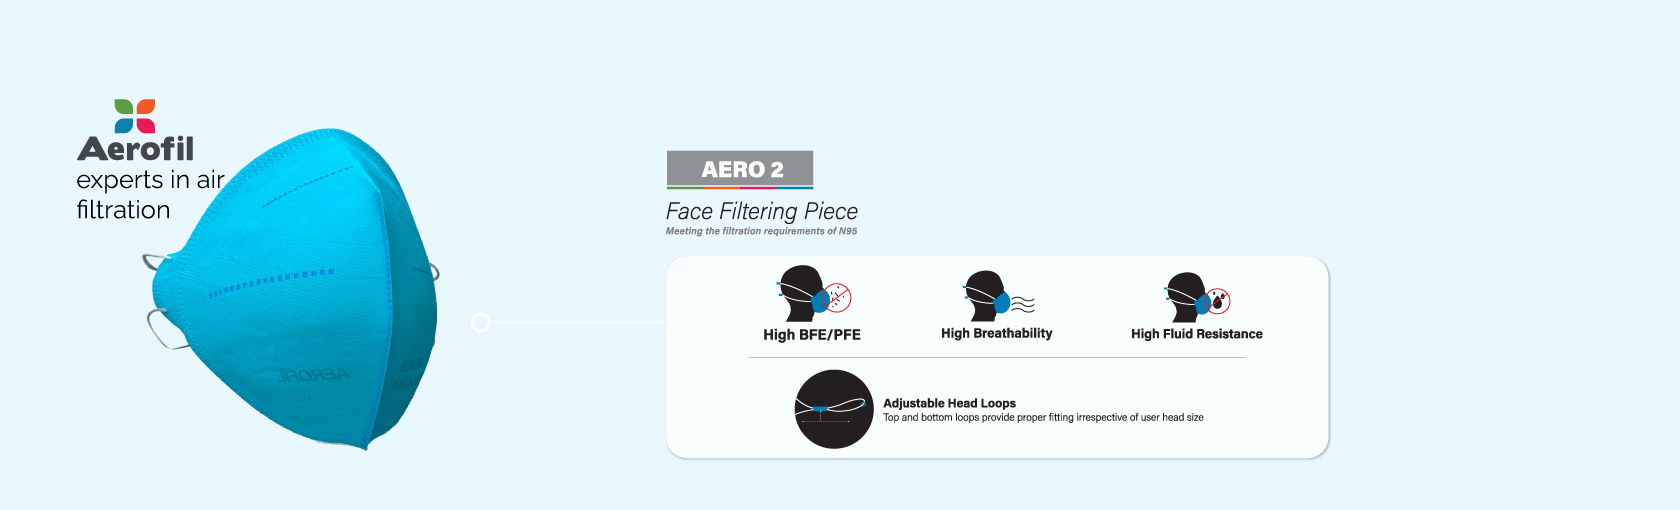 Aerofil
experts in air
filtration
AEROFIL
AERO 2
Face Filtering Piece
Meeting the filtration requirements of N95
High BFE/PFE
High Breathability
High Fluid Resistance
Adjustable Head Loops
Top and bottom loops provide proper fitting irrespective of user head size